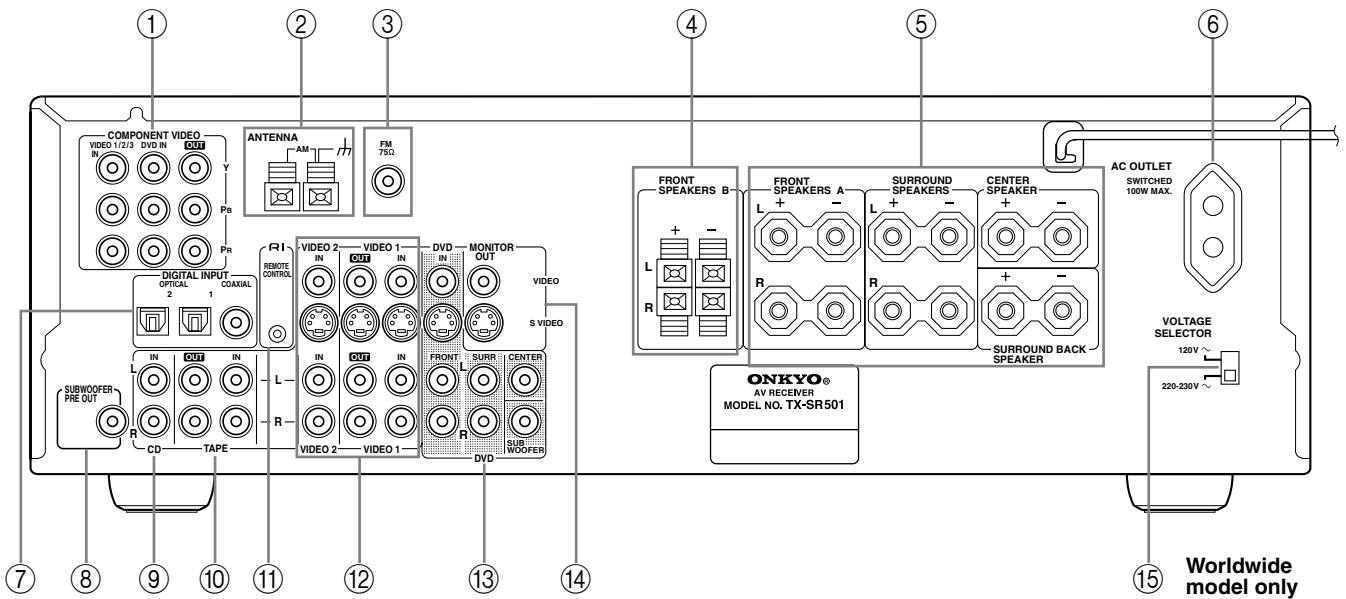 ① ② ③ ④ ⑤ ⑥
COMPONENT VIDEO
VIDEO 1/2/3 IN DVD IN OUT
Y
PB
PR
ANTENNA
AM
FM
75Ω
FRONT
SPEAKERS B
+ −
L
R
FRONT
SPEAKERS A
+ −
L
R
SURROUND
SPEAKERS
+ −
L
R
CENTER
SPEAKER
+ −
+ −
SURROUND BACK
SPEAKER
AC OUTLET
SWITCHED
100W MAX.
VOLTAGE
SELECTOR
120V ~
220-230V ~
DIGITAL INPUT
OPTICAL COAXIAL
2 1
RI
REMOTE
CONTROL
VIDEO 2 VIDEO 1 DVD MONITOR
IN OUT IN IN OUT
VIDEO
S VIDEO
IN OUT IN
L
R
SUBWOOFER
PRE OUT
CD TAPE
IN OUT IN
L
R
VIDEO 2 VIDEO 1
FRONT SURR CENTER
L
R
SUB
WOOFER
DVD
ONKYO®
AV RECEIVER
MODEL NO. TX-SR501
⑦ ⑧ ⑨ ⑩ ⑪ ⑫ ⑬ ⑭ ⑮
Worldwide
model only